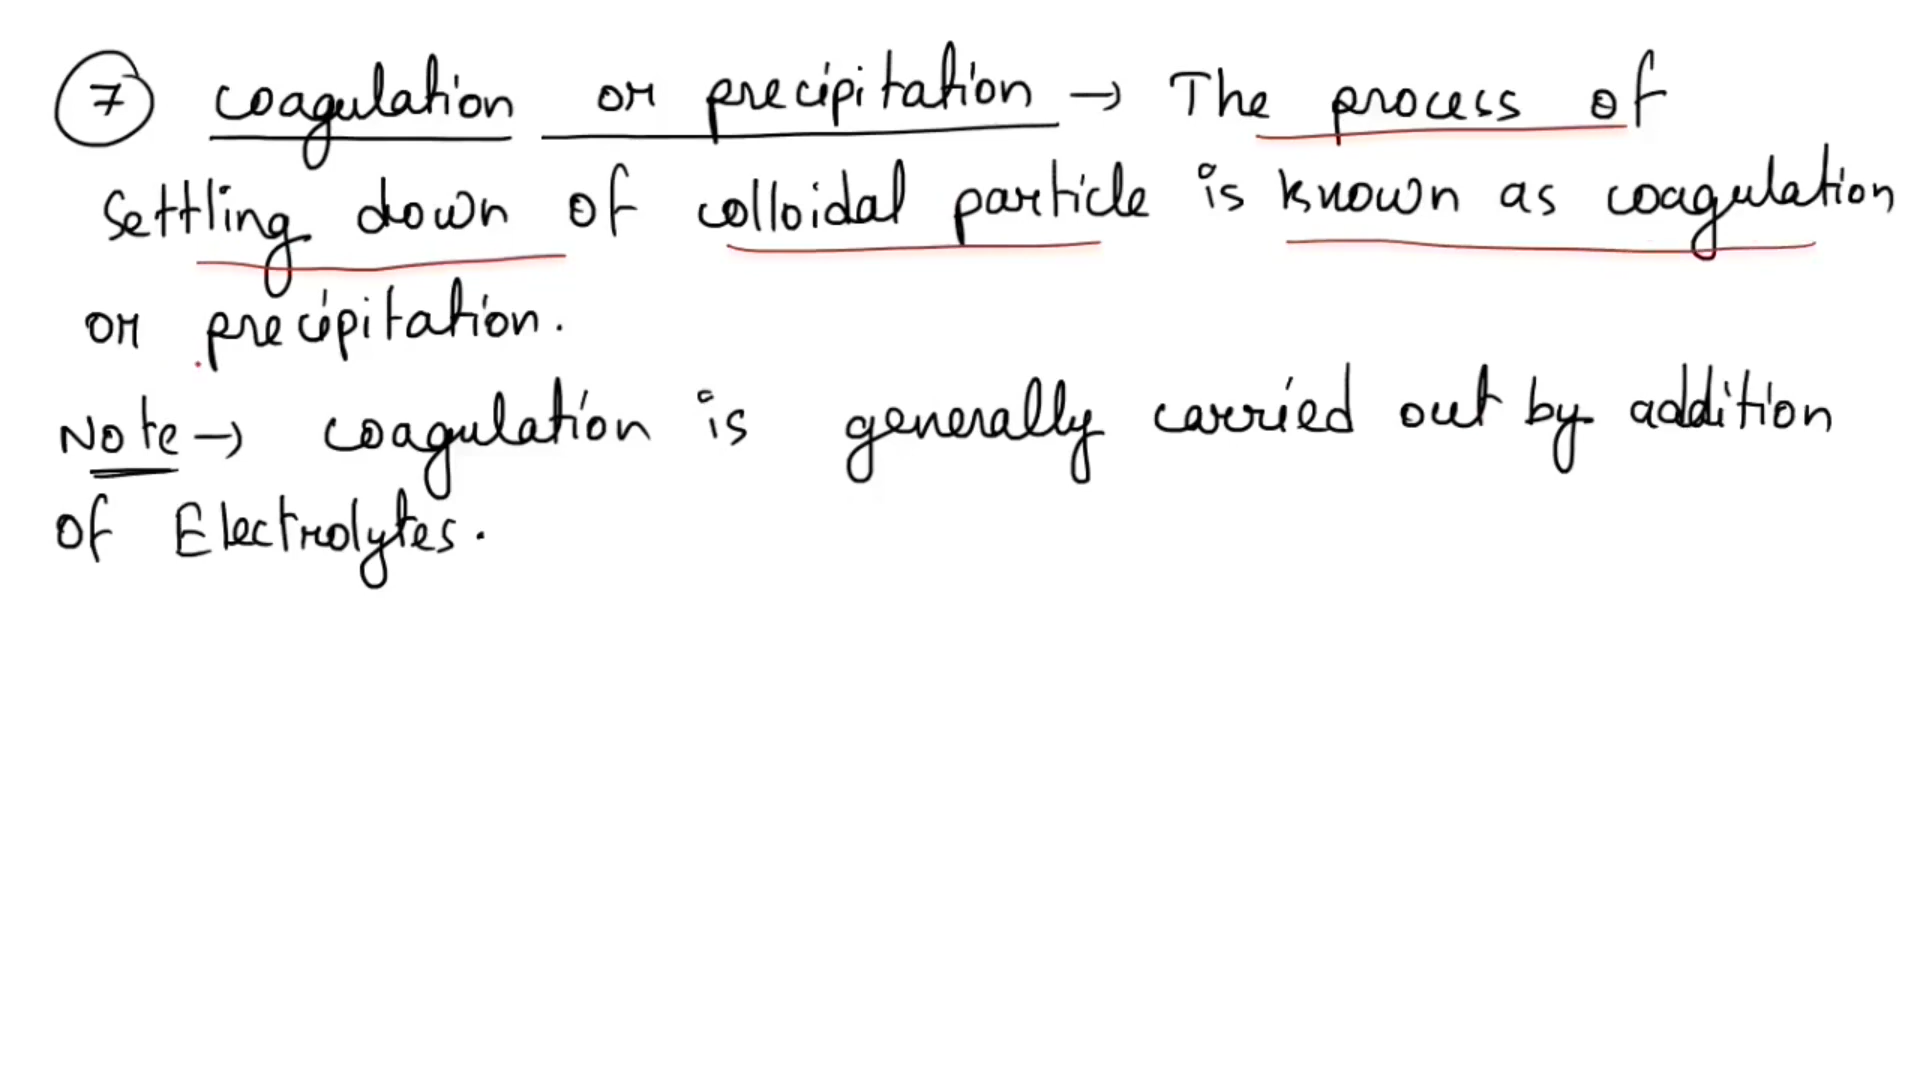 7 coagulation or precipitation → The process of
settling down of colloidal particle is known as coagulation
or precipitation.
Note → coagulation is generally carried out by addition
of Electrolytes.